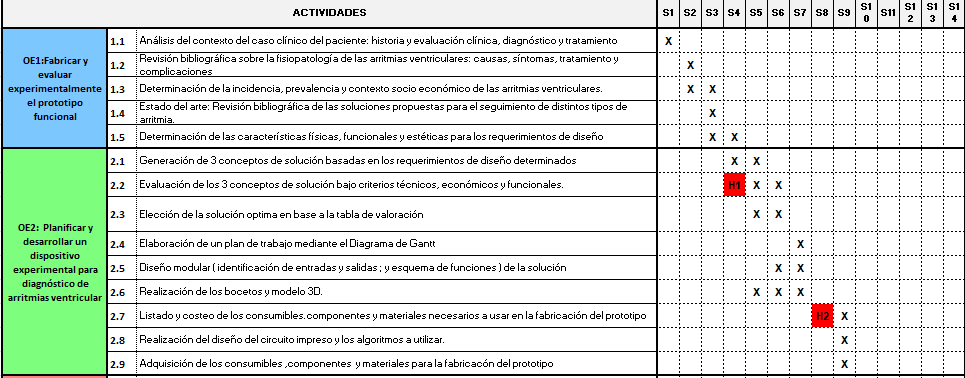 ACTIVIDADES S1 S2 S3 S4 S5 S6 S7 S8 S9 S10 S11 S12 S13 S14
OE1:Fabricar y
evaluar
experimentalmente
el prototipo
funcional
1.1 Análisis del contexto del caso clínico del paciente: historia y evaluación clínica, diagnóstico y tratamiento X
1.2 Revisión bibliográfica sobre la fisiopatología de las arritmias ventriculares: causas, síntomas, tratamiento y
complicaciones X
1.3 Determinación de la incidencia, prevalencia y contexto socio económico de las arritmias ventriculares. X X
1.4 Estado del arte: Revisión bibliográfica de las soluciones propuestas para el seguimiento de distintos tipos de
arritmia. X
1.5 Determinación de las características físicas, funcionales y estéticas para los requerimientos de diseño X X
OE2: Planificar y
desarrollar un
dispositivo
experimental para
diagnóstico de
arritmias ventricular
2.1 Generación de 3 conceptos de solución basadas en los requerimientos de diseño determinados X X
2.2 Evaluación de los 3 conceptos de solución bajo criterios técnicos, económicos y funcionales. H1 X X
2.3 Elección de la solución optima en base a la tabla de valoración X X
2.4 Elaboración de un plan de trabajo mediante el Diagrama de Gantt X
2.5 Diseño modular ( identificación de entradas y salidas ; y esquema de funciones ) de la solución X X
2.6 Realización de los bocetos y modelo 3D. X X X
2.7 Listado y costeo de los consumibles.componentes y materiales necesarios a usar en la fabricación del prototipo H2 X
2.8 Realización del diseño del circuito impreso y los algoritmos a utilizar. X
2.9 Adquisición de los consumibles ,componentes y materiales para la fabricacón del prototipo X